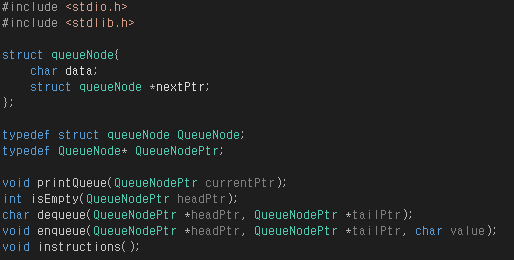 #include <stdio.h>
#include <stdlib.h>
struct queueNode{
char data;
struct queueNode *nextPtr;
};
typedef struct queueNode QueueNode;
typedef QueueNode* QueueNodePtr;
void printQueue(QueueNodePtr currentPtr);
int isEmpty(QueueNodePtr headPtr);
char dequeue(QueueNodePtr *headPtr, QueueNodePtr *tailPtr);
void enqueue(QueueNodePtr *headPtr, QueueNodePtr *tailPtr, char value);
void instructions();